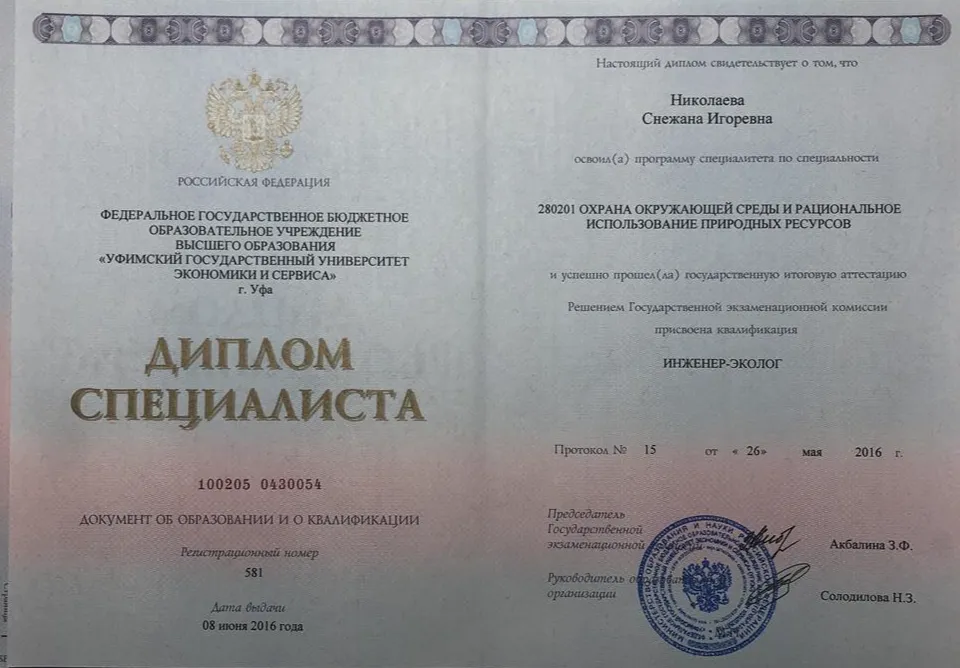 РОССИЙСКАЯ ФЕДЕРАЦИЯ
ФЕДЕРАЛЬНОЕ ГОСУДАРСТВЕННОЕ БЮДЖЕТНОЕ
ОБРАЗОВАТЕЛЬНОЕ УЧРЕЖДЕНИЕ
ВЫСШЕГО ОБРАЗОВАНИЯ
«УФИМСКИЙ ГОСУДАРСТВЕННЫЙ УНИВЕРСИТЕТ
ЭКОНОМИКИ И СЕРВИСА»
г. Уфа
ДИПЛОМ
СПЕЦИАЛИСТА
100205 0430054
ДОКУМЕНТ ОБ ОБРАЗОВАНИИ И О КВАЛИФИКАЦИИ
Регистрационный номер
581
Дата выдачи
08 июня 2016 года
Настоящий диплом свидетельствует о том, что
Николаева
Снежана Игоревна
освоил(а) программу специалитета по специальности
280201 ОХРАНА ОКРУЖАЮЩЕЙ СРЕДЫ И РАЦИОНАЛЬНОЕ
ИСПОЛЬЗОВАНИЕ ПРИРОДНЫХ РЕСУРСОВ
и успешно прошел(ла) государственную итоговую аттестацию
Решением Государственной экзаменационной комиссии
присвоена квалификация
ИНЖЕНЕР-ЭКОЛОГ
Протокол № 15 от « 26» мая 2016 г.
Председатель
Государственной
экзаменационной
Акбалина З.Ф.
Руководитель
организации
Солодилова Н.З.